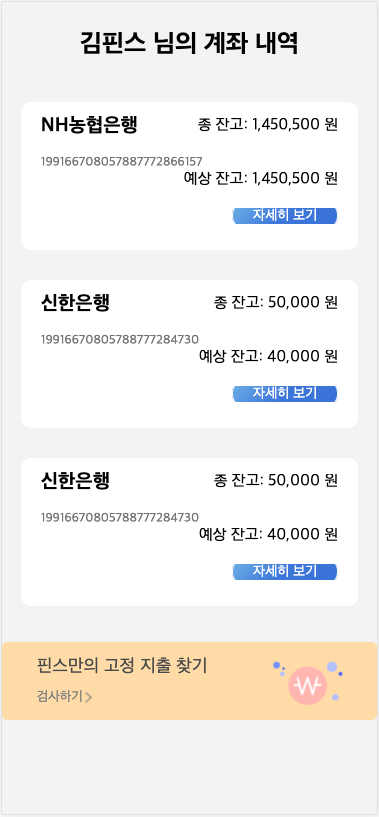 김핀스 님의 계좌 내역
NH농협은행 종 잔고: 1,450,500 원
199166708057887772866157
예상 잔고: 1,450,500 원
자세히 보기
신한은행 종 잔고: 50,000 원
19916670805788777284730
예상 잔고: 40,000 원
자세히 보기
신한은행 종 잔고: 50,000 원
19916670805788777284730
예상 잔고: 40,000 원
자세히 보기
핀스만의 고정 지출 찾기
검사하기 >